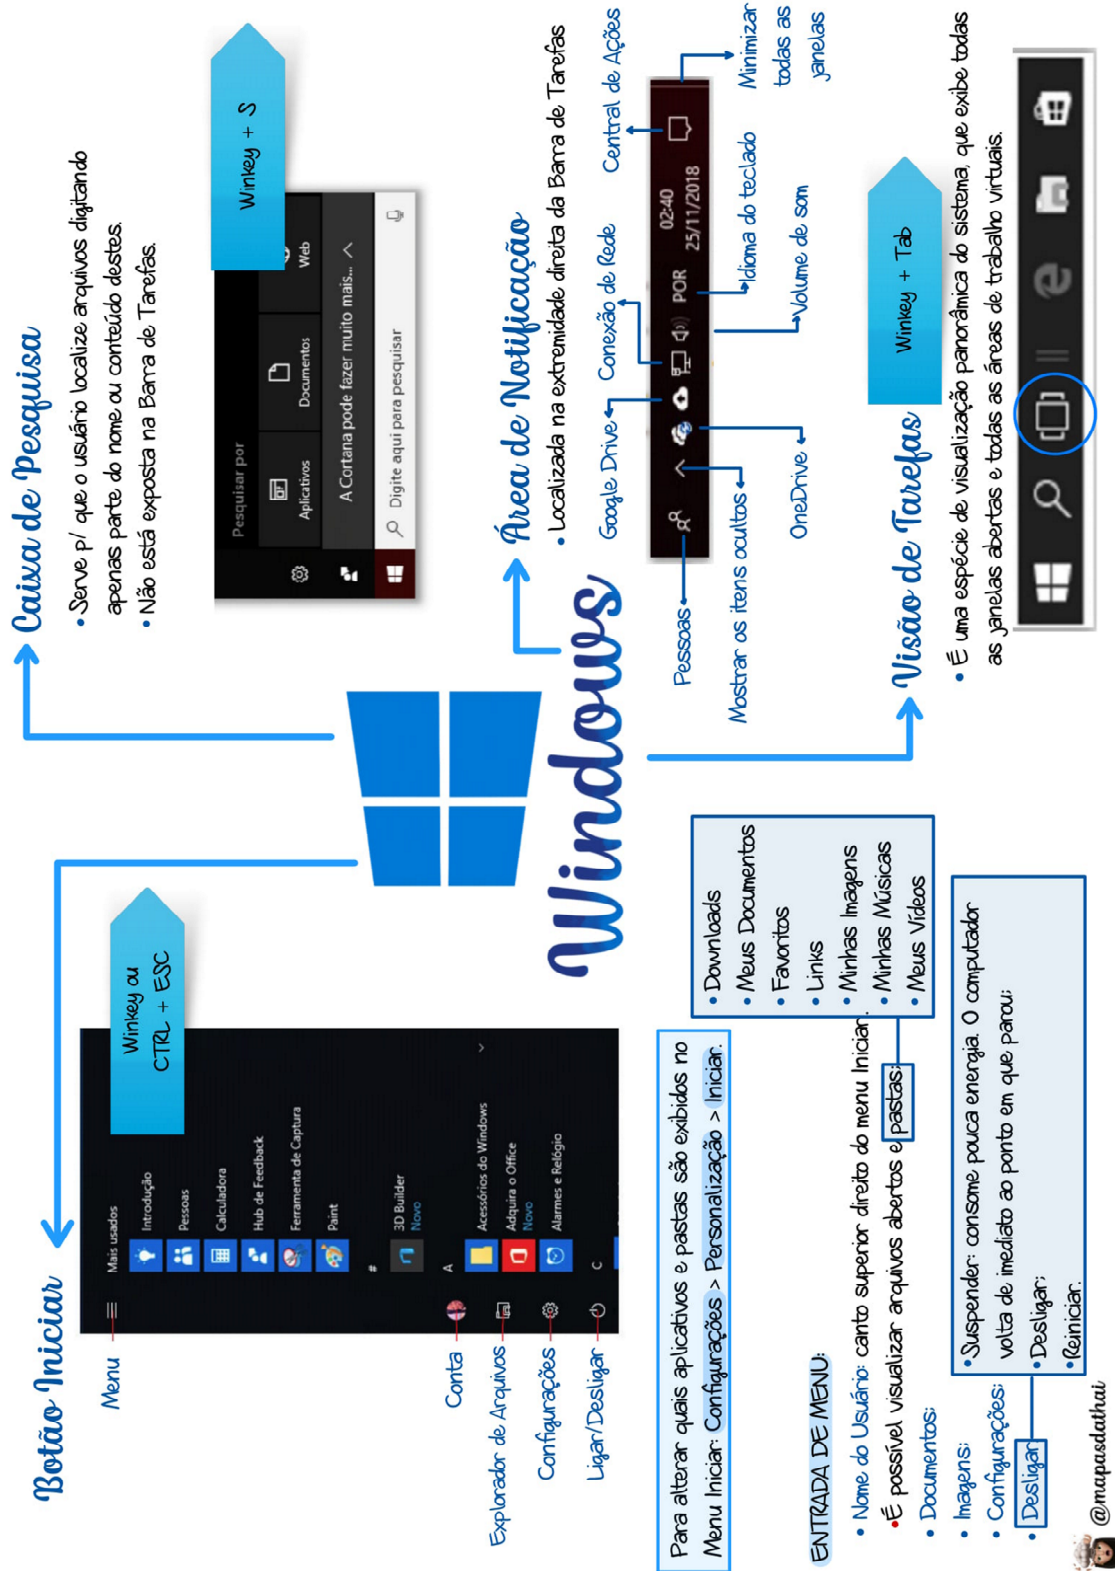 Botão Iniciar
Winkey ou
CTRL + ESC
Menu
Mais usados
Introdução
Pessoas
Calculadora
Hub de Feedback
Ferramenta de Captura
Paint
#
3D Builder
Novo
A
Acessórios do Windows
Adquira o Office
Novo
Alarmes e Relógio
C
Conta
Explorador de Arquivos
Configurações
Ligar/Desligar
Para alterar quais aplicativos e pastas são exibidos no
Menu Iniciar: Configurações > Personalização > Iniciar.
ENTRADA DE MENU:
• Nome do Usuário: canto superior direito do menu Iniciar.
• É possível visualizar arquivos abertos e pastas:
• Downloads
• Meus Documentos
• Favoritos
• Links
• Minhas Imagens
• Minhas Músicas
• Meus Vídeos
• Documentos;
• Imagens;
• Configurações;
• Desligar
• Suspender: consome pouca energia. O computador
volta de imediato ao ponto em que parou;
• Desligar;
• Reiniciar.
@mapasdathai
Windows
Caixa de Pesquisa
• Serve p/ que o usuário localize arquivos digitando
apenas parte do nome ou conteúdo destes.
• Não está exposta na Barra de Tarefas.
Winkey + S
Pesquisar por
Aplicativos
Documentos
Web
A Cortana pode fazer muito mais...
Digite aqui para pesquisar
Área de Notificação
• Localizada na extremidade direita da Barra de Tarefas
Google Drive
Conexão de Rede
Central de Ações
POR
02:40
25/11/2018
Pessoas
Mostrar os itens ocultos
OneDrive
Volume de som
Idioma do teclado
Minimizar
todas as
janelas
Visão de Tarefas
Winkey + Tab
• É uma espécie de visualização panorâmica do sistema, que exibe todas
as janelas abertas e todas as áreas de trabalho virtuais.